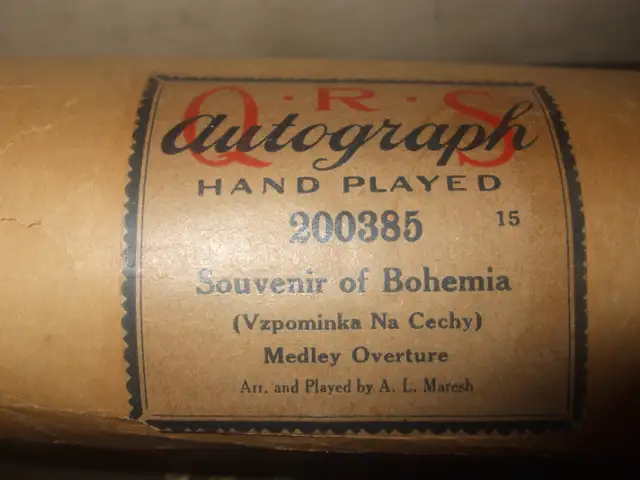 Q·R·S
Autograph
HAND PLAYED
200385 15
Souvenir of Bohemia
(Vzpominka Na Cechy)
Medley Overture
Arr. and Played by A. L. Maresh